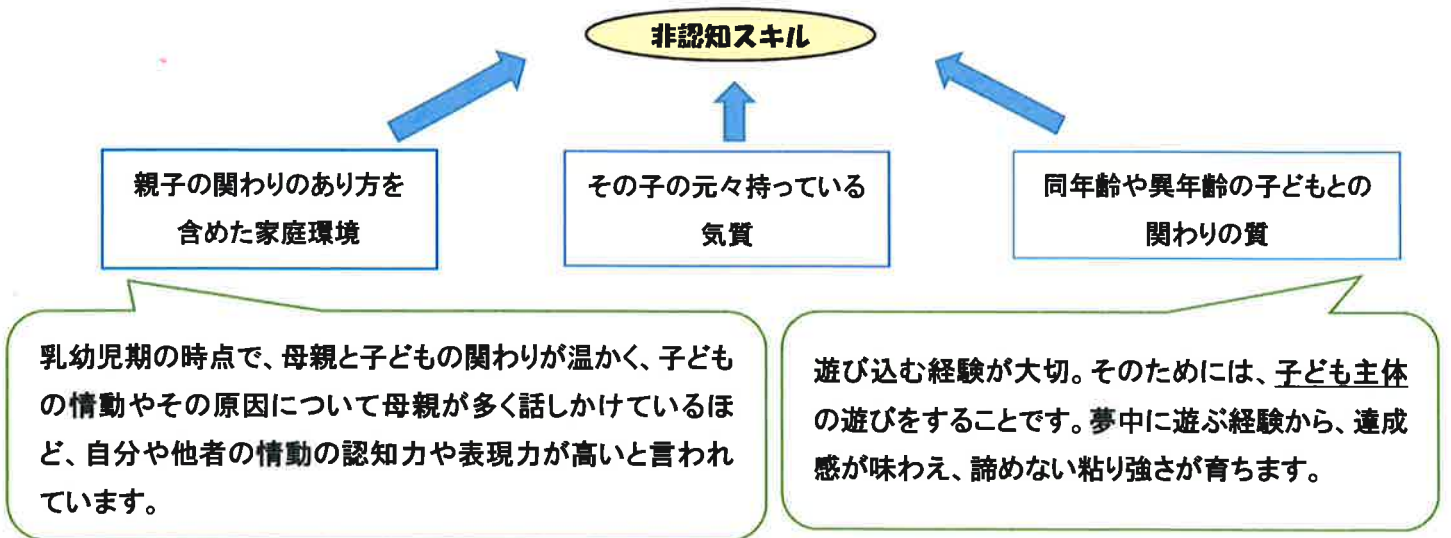 非認知スキル
親子の関わりのあり方を
含めた家庭環境
その子の元々持っている
気質
同年齢や異年齢の子どもとの
関わりの質
乳幼児期の時点で、母親と子どもの関わりが温かく、子ども
の情動やその原因について母親が多く話しかけているほ
ど、自分や他者の情動の認知力や表現力が高いと言われ
ています。
遊び込む経験が大切。そのためには、子ども主体
の遊びをすることです。夢中に遊ぶ経験から、達成
感が味わえ、諦めない粘り強さが育ちます。